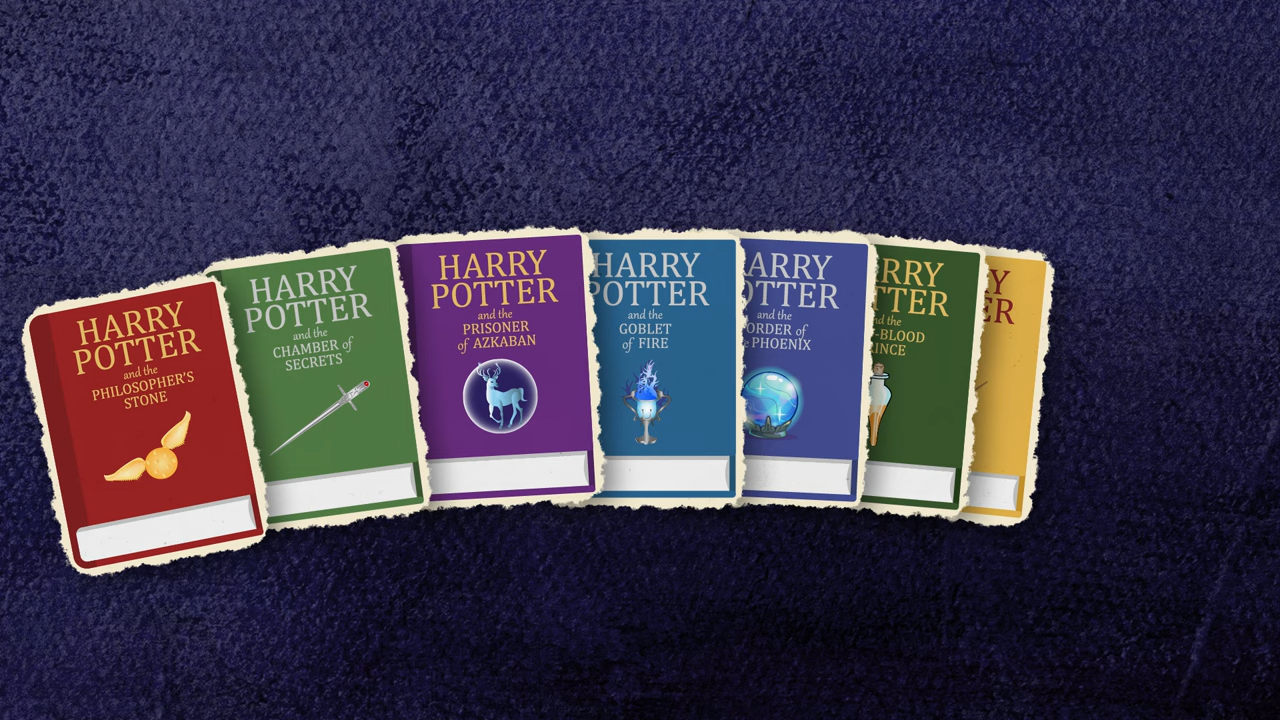 HARRY
POTTER
and the
PHILOSOPHER'S
STONE
HARRY
POTTER
and the
CHAMBER of
SECRETS
HARRY
POTTER
and the
PRISONER
of AZKABAN
HARRY
POTTER
and the
GOBLET
of FIRE
ARRY
OTTER
and the
ORDER of
PHOENIX
RRY
TTER
the
-BLOOD
INCE
Y
ER